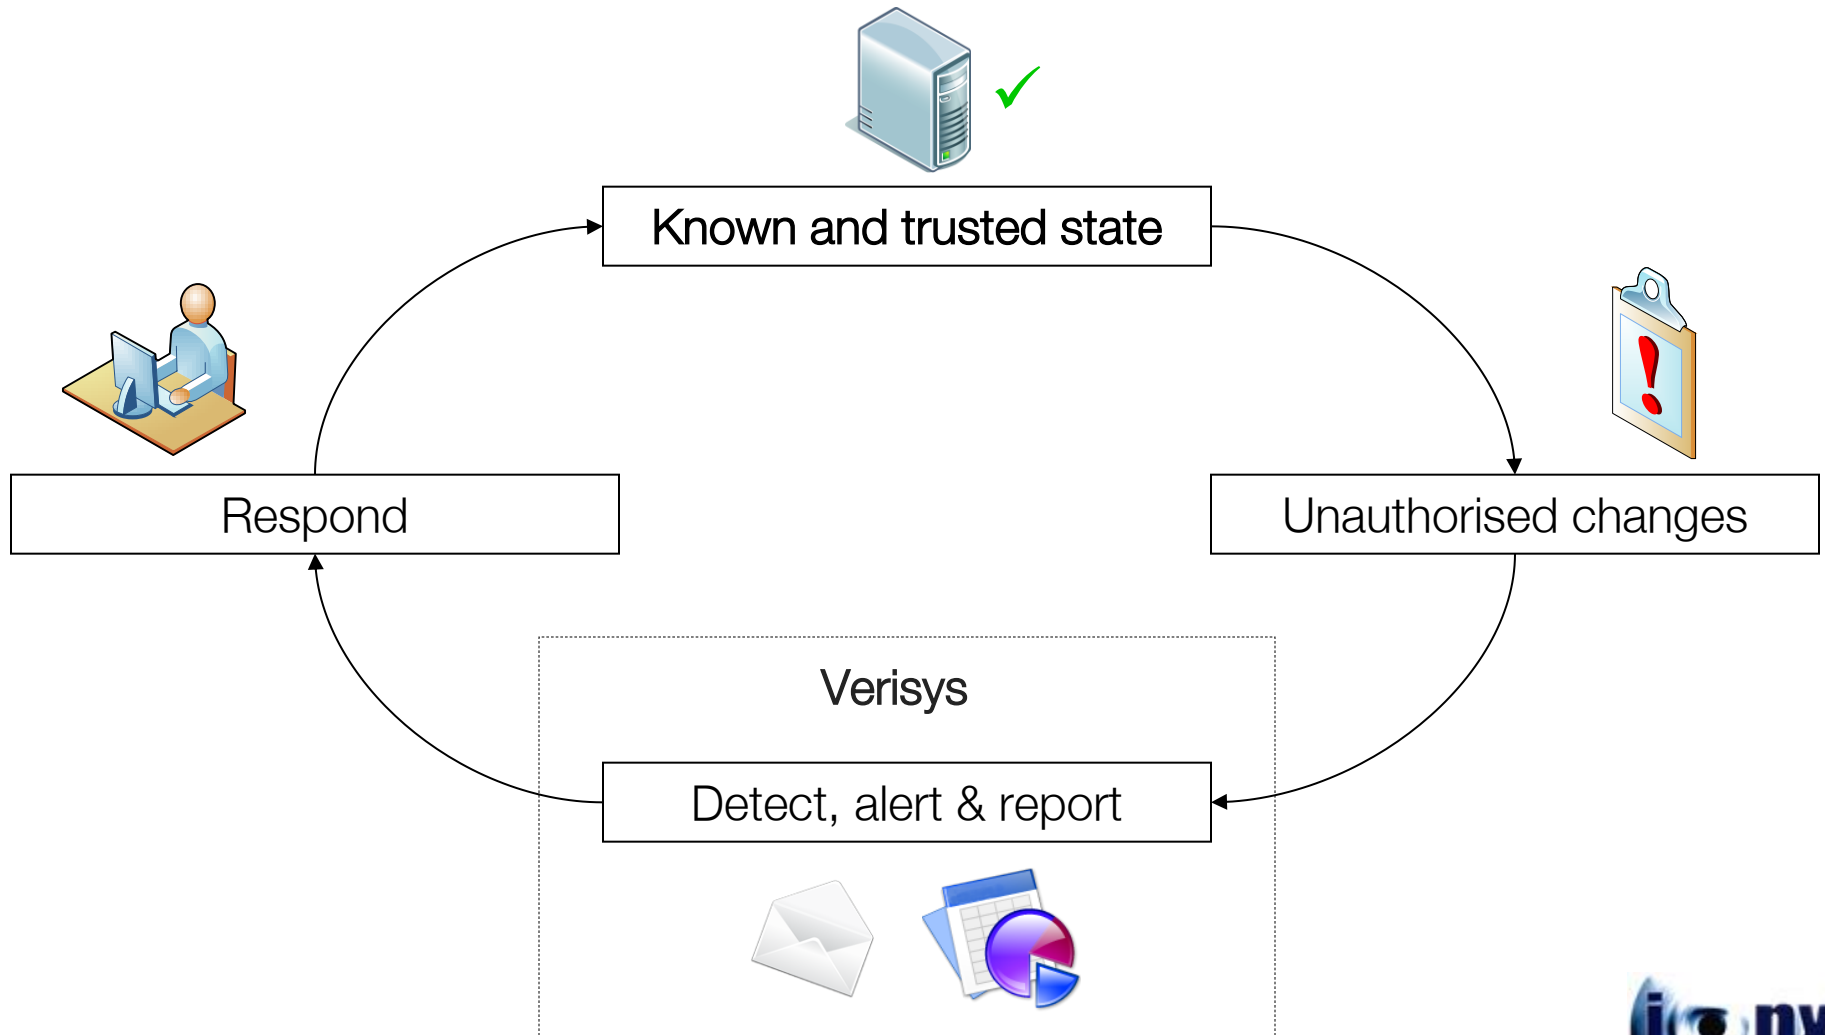 Known and trusted state
Respond
Unauthorised changes
Verisys
Detect, alert & report